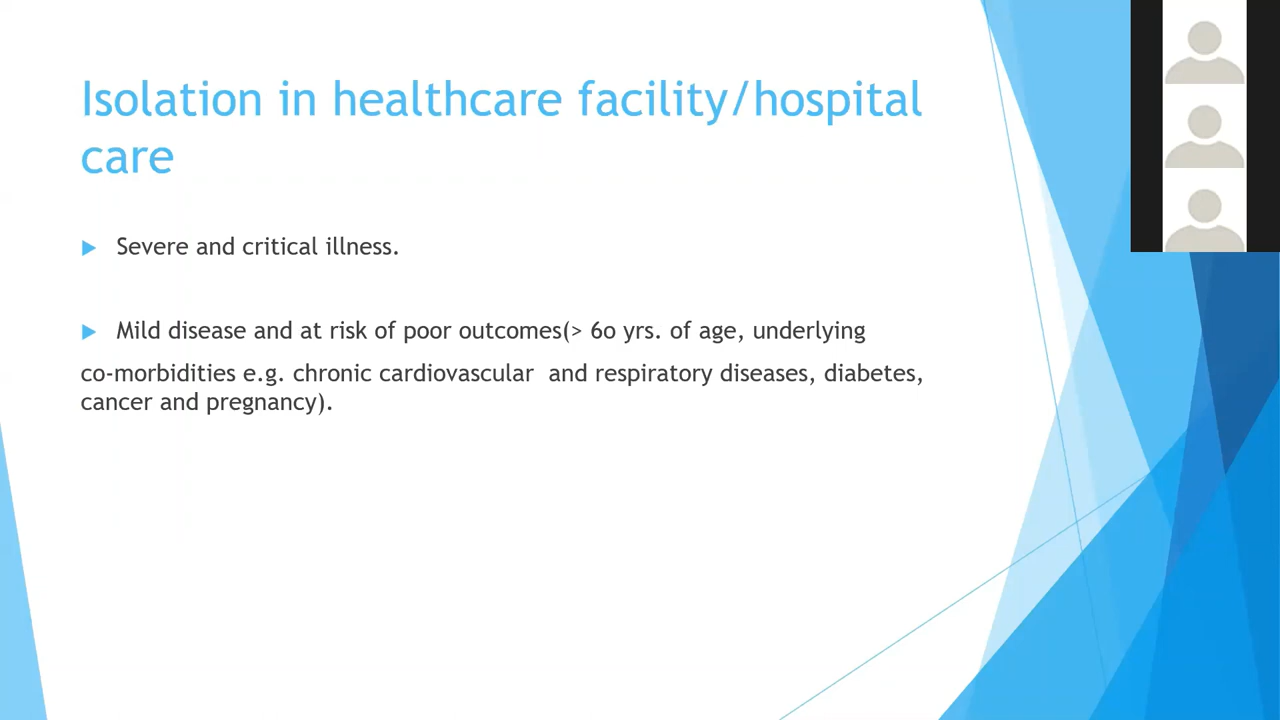 Isolation in healthcare facility/hospital
care
Severe and critical illness.
Mild disease and at risk of poor outcomes(> 6o yrs. of age, underlying
co-morbidities e.g. chronic cardiovascular  and respiratory diseases, diabetes,
cancer and pregnancy).